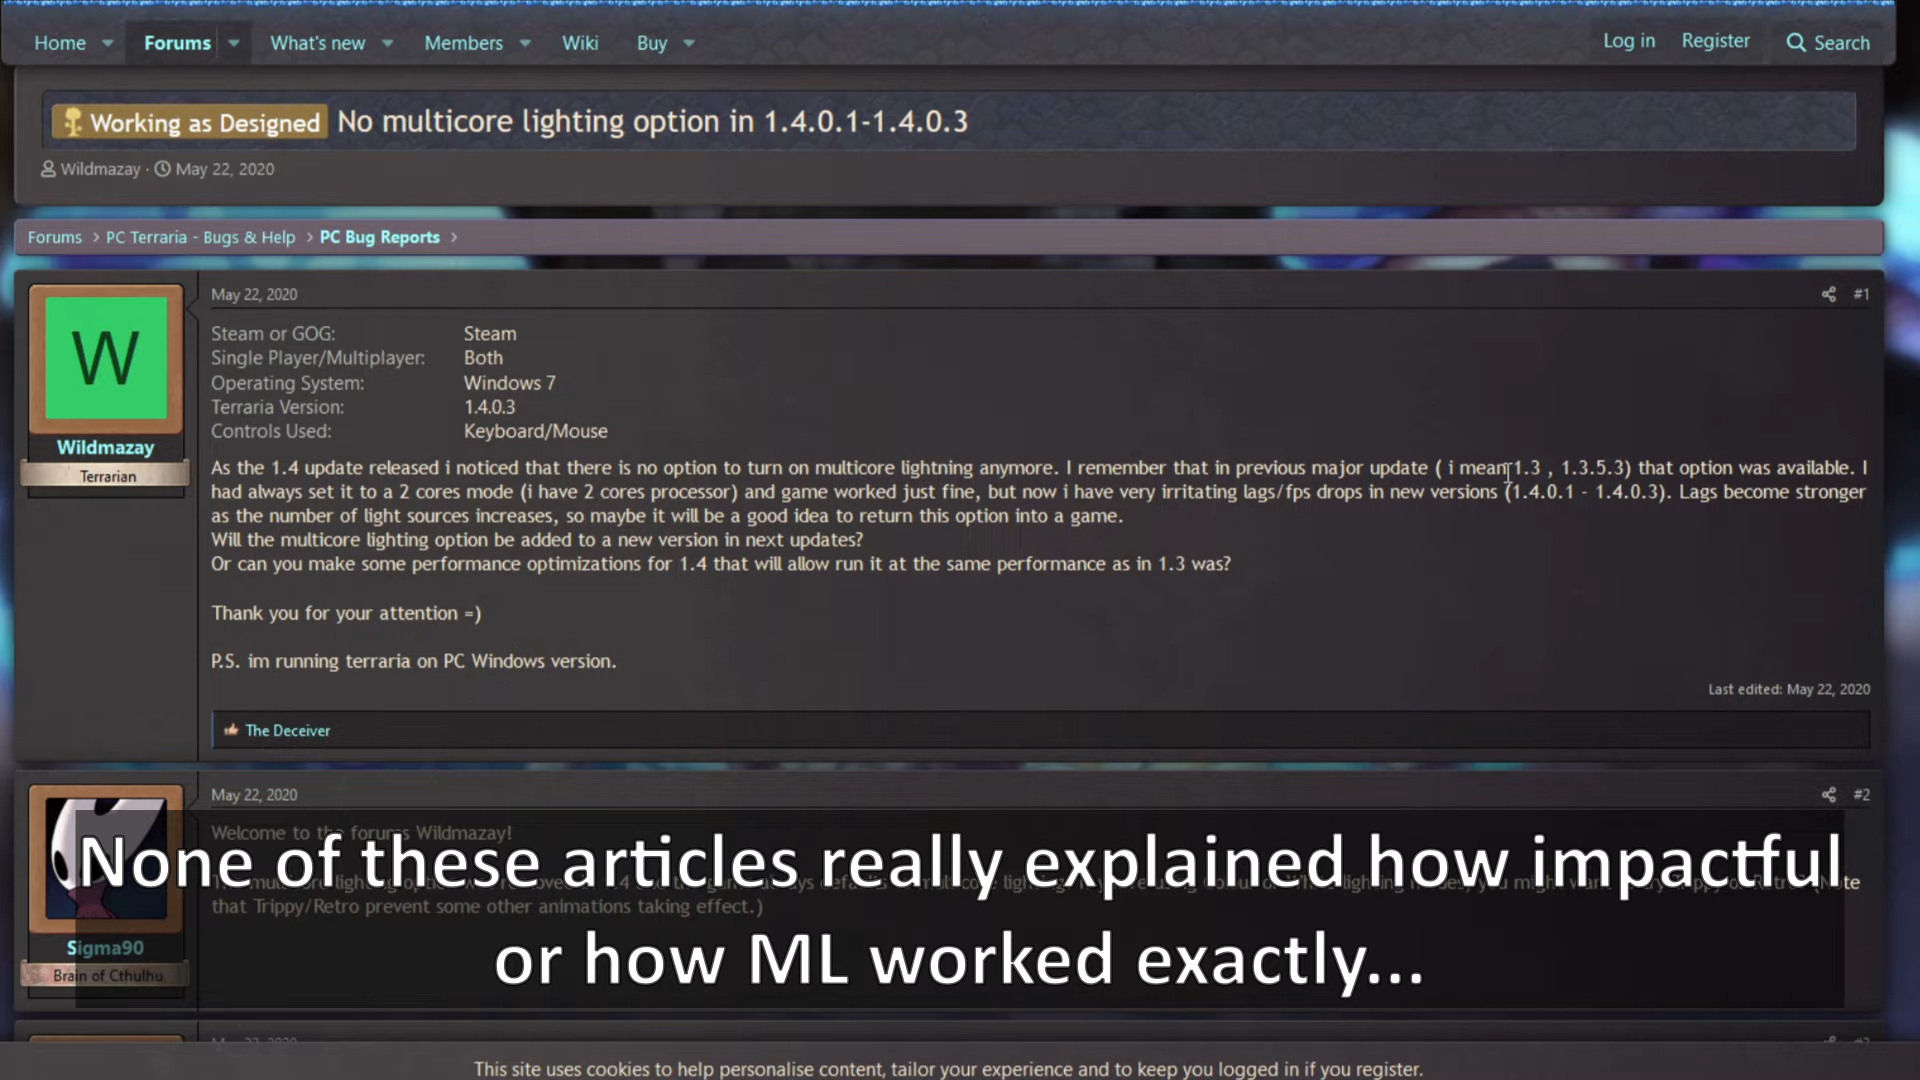 Home Forums What's new Members Wiki Buy Log in Register Search
Working as Designed No multicore lighting option in 1.4.0.1-1.4.0.3
Wildmazay · May 22, 2020
Forums PC Terraria - Bugs & Help PC Bug Reports
May 22, 2020 #1
W
Wildmazay
Terrarian
Steam or GOG: Steam
Single Player/Multiplayer: Both
Operating System: Windows 7
Terraria Version: 1.4.0.3
Controls Used: Keyboard/Mouse
As the 1.4 update released i noticed that there is no option to turn on multicore lightning anymore. I remember that in previous major update ( i mean 1.3 , 1.3.5.3) that option was available. I
had always set it to a 2 cores mode (i have 2 cores processor) and game worked just fine, but now i have very irritating lags/fps drops in new versions (1.4.0.1 - 1.4.0.3). Lags become stronger
as the number of light sources increases, so maybe it will be a good idea to return this option into a game.
Will the multicore lighting option be added to a new version in next updates?
Or can you make some performance optimizations for 1.4 that will allow run it at the same performance as in 1.3 was?
Thank you for your attention =)
P.S. im running terraria on PC Windows version.
Last edited: May 22, 2020
The Deceiver
May 22, 2020 #2
Sigma90
Brain of Cthulhu
Welcome to the forums Wildmazay!
that Trippy/Retro prevent some other animations taking effect.)
None of these articles really explained how impactful
or how ML worked exactly...
This site uses cookies to help personalise content, tailor your experience and to keep you logged in if you register.